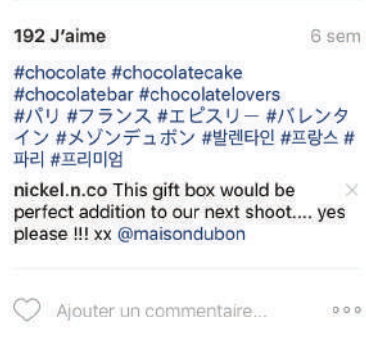 192 J'aime 6 sem
#chocolate #chocolatecake
#chocolatebar #chocolatelovers
#パリ #フランス #エピスリー #バレンタ
イン #メゾンデュボン #발렌타인 #프랑스 #
파리 #프리미엄
nickel.n.co This gift box would be
perfect addition to our next shoot.... yes
please !!! xx @maisondubon
Ajouter un commentaire...